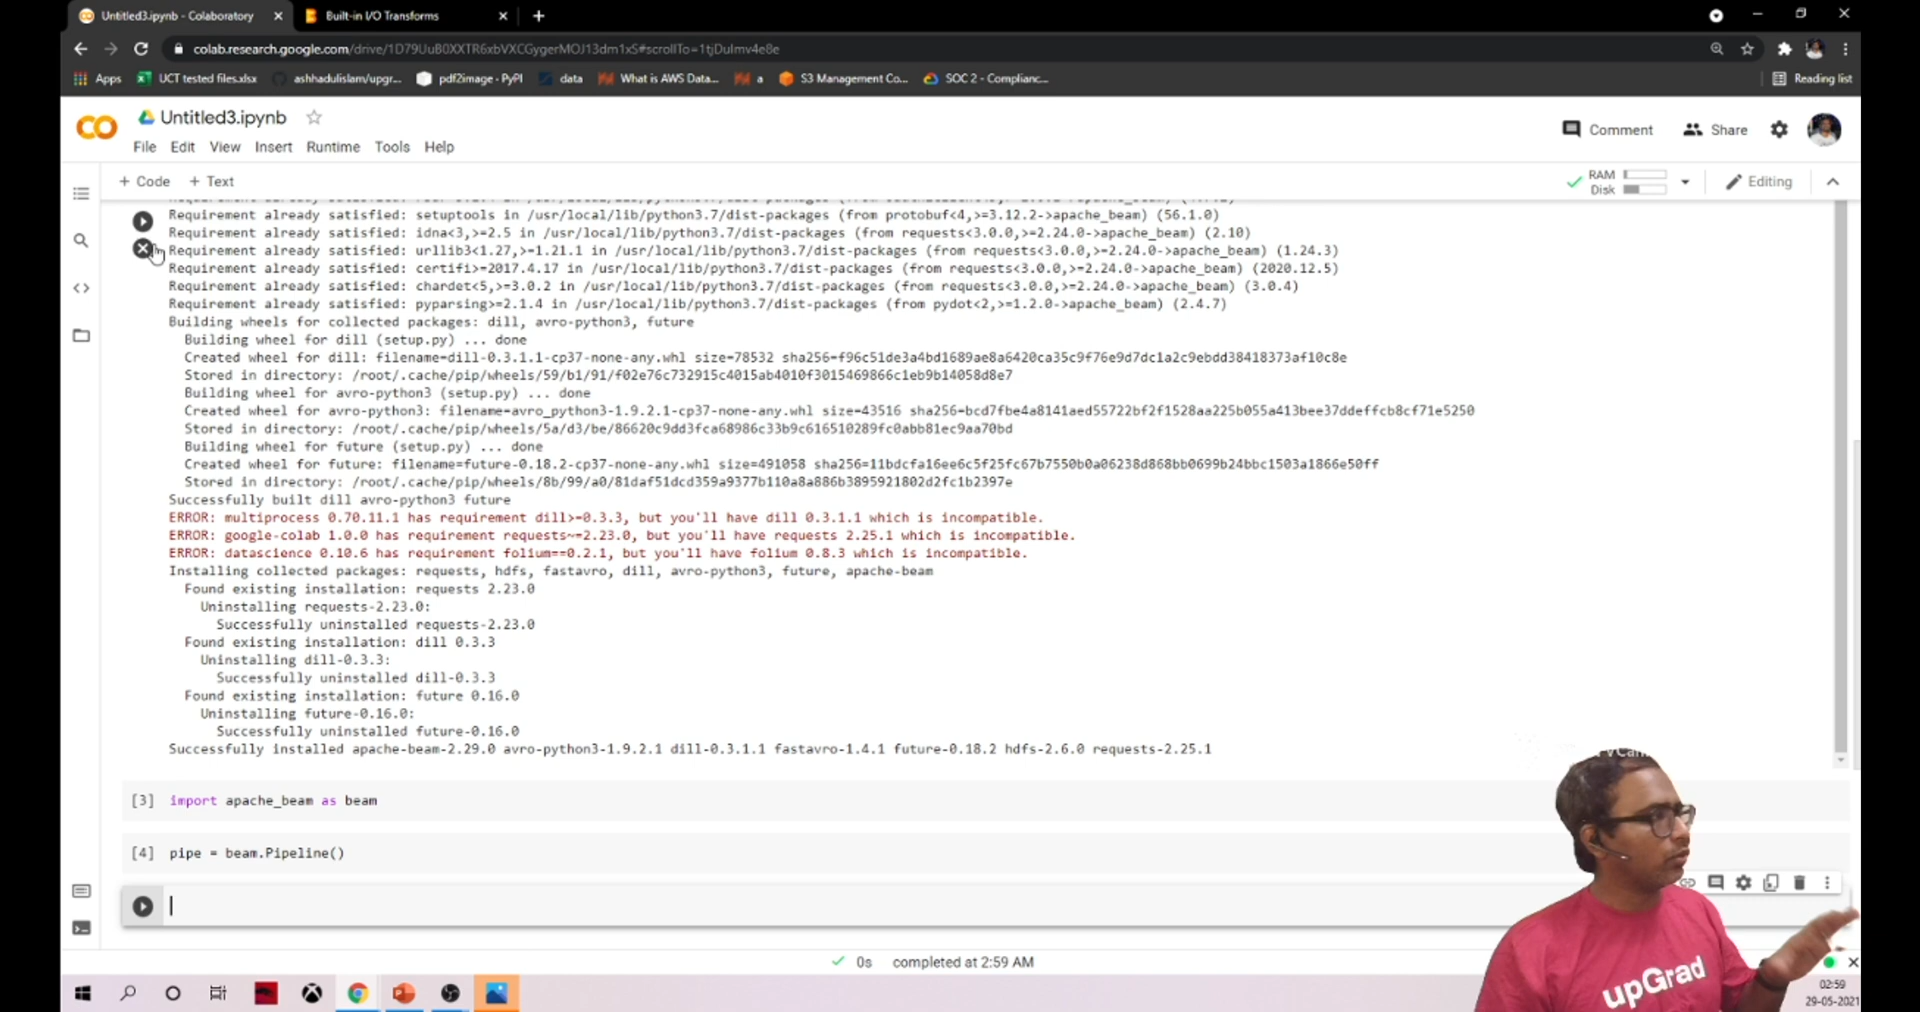 Untitled3.ipynb - Colaboratory
Built-in I/O Transforms
colab.research.google.com/drive/1D79UuB0XXTR6xbVXCGygerMOJ13dm1xS#scrollTo=1tjDulmv4e8e
Apps
UCT tested files.xlsx
ashhadulislam/upgr...
pdf2image · PyPI
data
What is AWS Data...
a
S3 Management Co...
SOC 2 - Complianc...
Reading list
CO
Untitled3.ipynb
Comment
Share
File Edit View Insert Runtime Tools Help
+ Code + Text
RAM
Disk
Editing
Requirement already satisfied: setuptools in /usr/local/lib/python3.7/dist-packages (from protobuf<4,>=3.12.2->apache_beam) (56.1.0)
Requirement already satisfied: idna<3,>=2.5 in /usr/local/lib/python3.7/dist-packages (from requests<3.0.0,>=2.24.0->apache_beam) (2.10)
Requirement already satisfied: urllib3<1.27,>=1.21.1 in /usr/local/lib/python3.7/dist-packages (from requests<3.0.0,>=2.24.0->apache_beam) (1.24.3)
Requirement already satisfied: certifi>=2017.4.17 in /usr/local/lib/python3.7/dist-packages (from requests<3.0.0,>=2.24.0->apache_beam) (2020.12.5)
Requirement already satisfied: chardet<5,>=3.0.2 in /usr/local/lib/python3.7/dist-packages (from requests<3.0.0,>=2.24.0->apache_beam) (3.0.4)
Requirement already satisfied: pyparsing>=2.1.4 in /usr/local/lib/python3.7/dist-packages (from pydot<2,>=1.2.0->apache_beam) (2.4.7)
Building wheels for collected packages: dill, avro-python3, future
Building wheel for dill (setup.py) ... done
Created wheel for dill: filename=dill-0.3.1.1-cp37-none-any.whl size=78532 sha256=f96c51de3a4bd1689ae8a6420ca35c9f76e9d7dc1a2c9ebdd38418373af10c8e
Stored in directory: /root/.cache/pip/wheels/59/b1/91/f02e76c732915c4015ab4010f3015469866c1eb9b14058d8e7
Building wheel for avro-python3 (setup.py) ... done
Created wheel for avro-python3: filename=avro_python3-1.9.2.1-cp37-none-any.whl size=43516 sha256=bcd7fbe4a8141aed55722bf2f1528aa225b055a413bee37ddeffcb8cf71e5250
Stored in directory: /root/.cache/pip/wheels/5a/d3/be/86620c9dd3fca68986c33b9c616510289fc0abb81ec9aa70bd
Building wheel for future (setup.py) ... done
Created wheel for future: filename=future-0.18.2-cp37-none-any.whl size=491058 sha256=11bdcfa16ee6c5f25fc67b7550b0a06238d868bb0699b24bbc1503a1866e50ff
Stored in directory: /root/.cache/pip/wheels/8b/99/a0/81daf51dcd359a9377b110a8a886b3895921802d2fc1b2397e
Successfully built dill avro-python3 future
ERROR: multiprocess 0.70.11.1 has requirement dill>=0.3.3, but you'll have dill 0.3.1.1 which is incompatible.
ERROR: google-colab 1.0.0 has requirement requests~=2.23.0, but you'll have requests 2.25.1 which is incompatible.
ERROR: datascience 0.10.6 has requirement folium==0.2.1, but you'll have folium 0.8.3 which is incompatible.
Installing collected packages: requests, hdfs, fastavro, dill, avro-python3, future, apache-beam
Found existing installation: requests 2.23.0
Uninstalling requests-2.23.0:
Successfully uninstalled requests-2.23.0
Found existing installation: dill 0.3.3
Uninstalling dill-0.3.3:
Successfully uninstalled dill-0.3.3
Found existing installation: future 0.16.0
Uninstalling future-0.16.0:
Successfully uninstalled future-0.16.0
Successfully installed apache-beam-2.29.0 avro-python3-1.9.2.1 dill-0.3.1.1 fastavro-1.4.1 future-0.18.2 hdfs-2.6.0 requests-2.25.1
[3] import apache_beam as beam
[4] pipe = beam.Pipeline()
0s completed at 2:59 AM
upGrad
02:59
29-05-2021